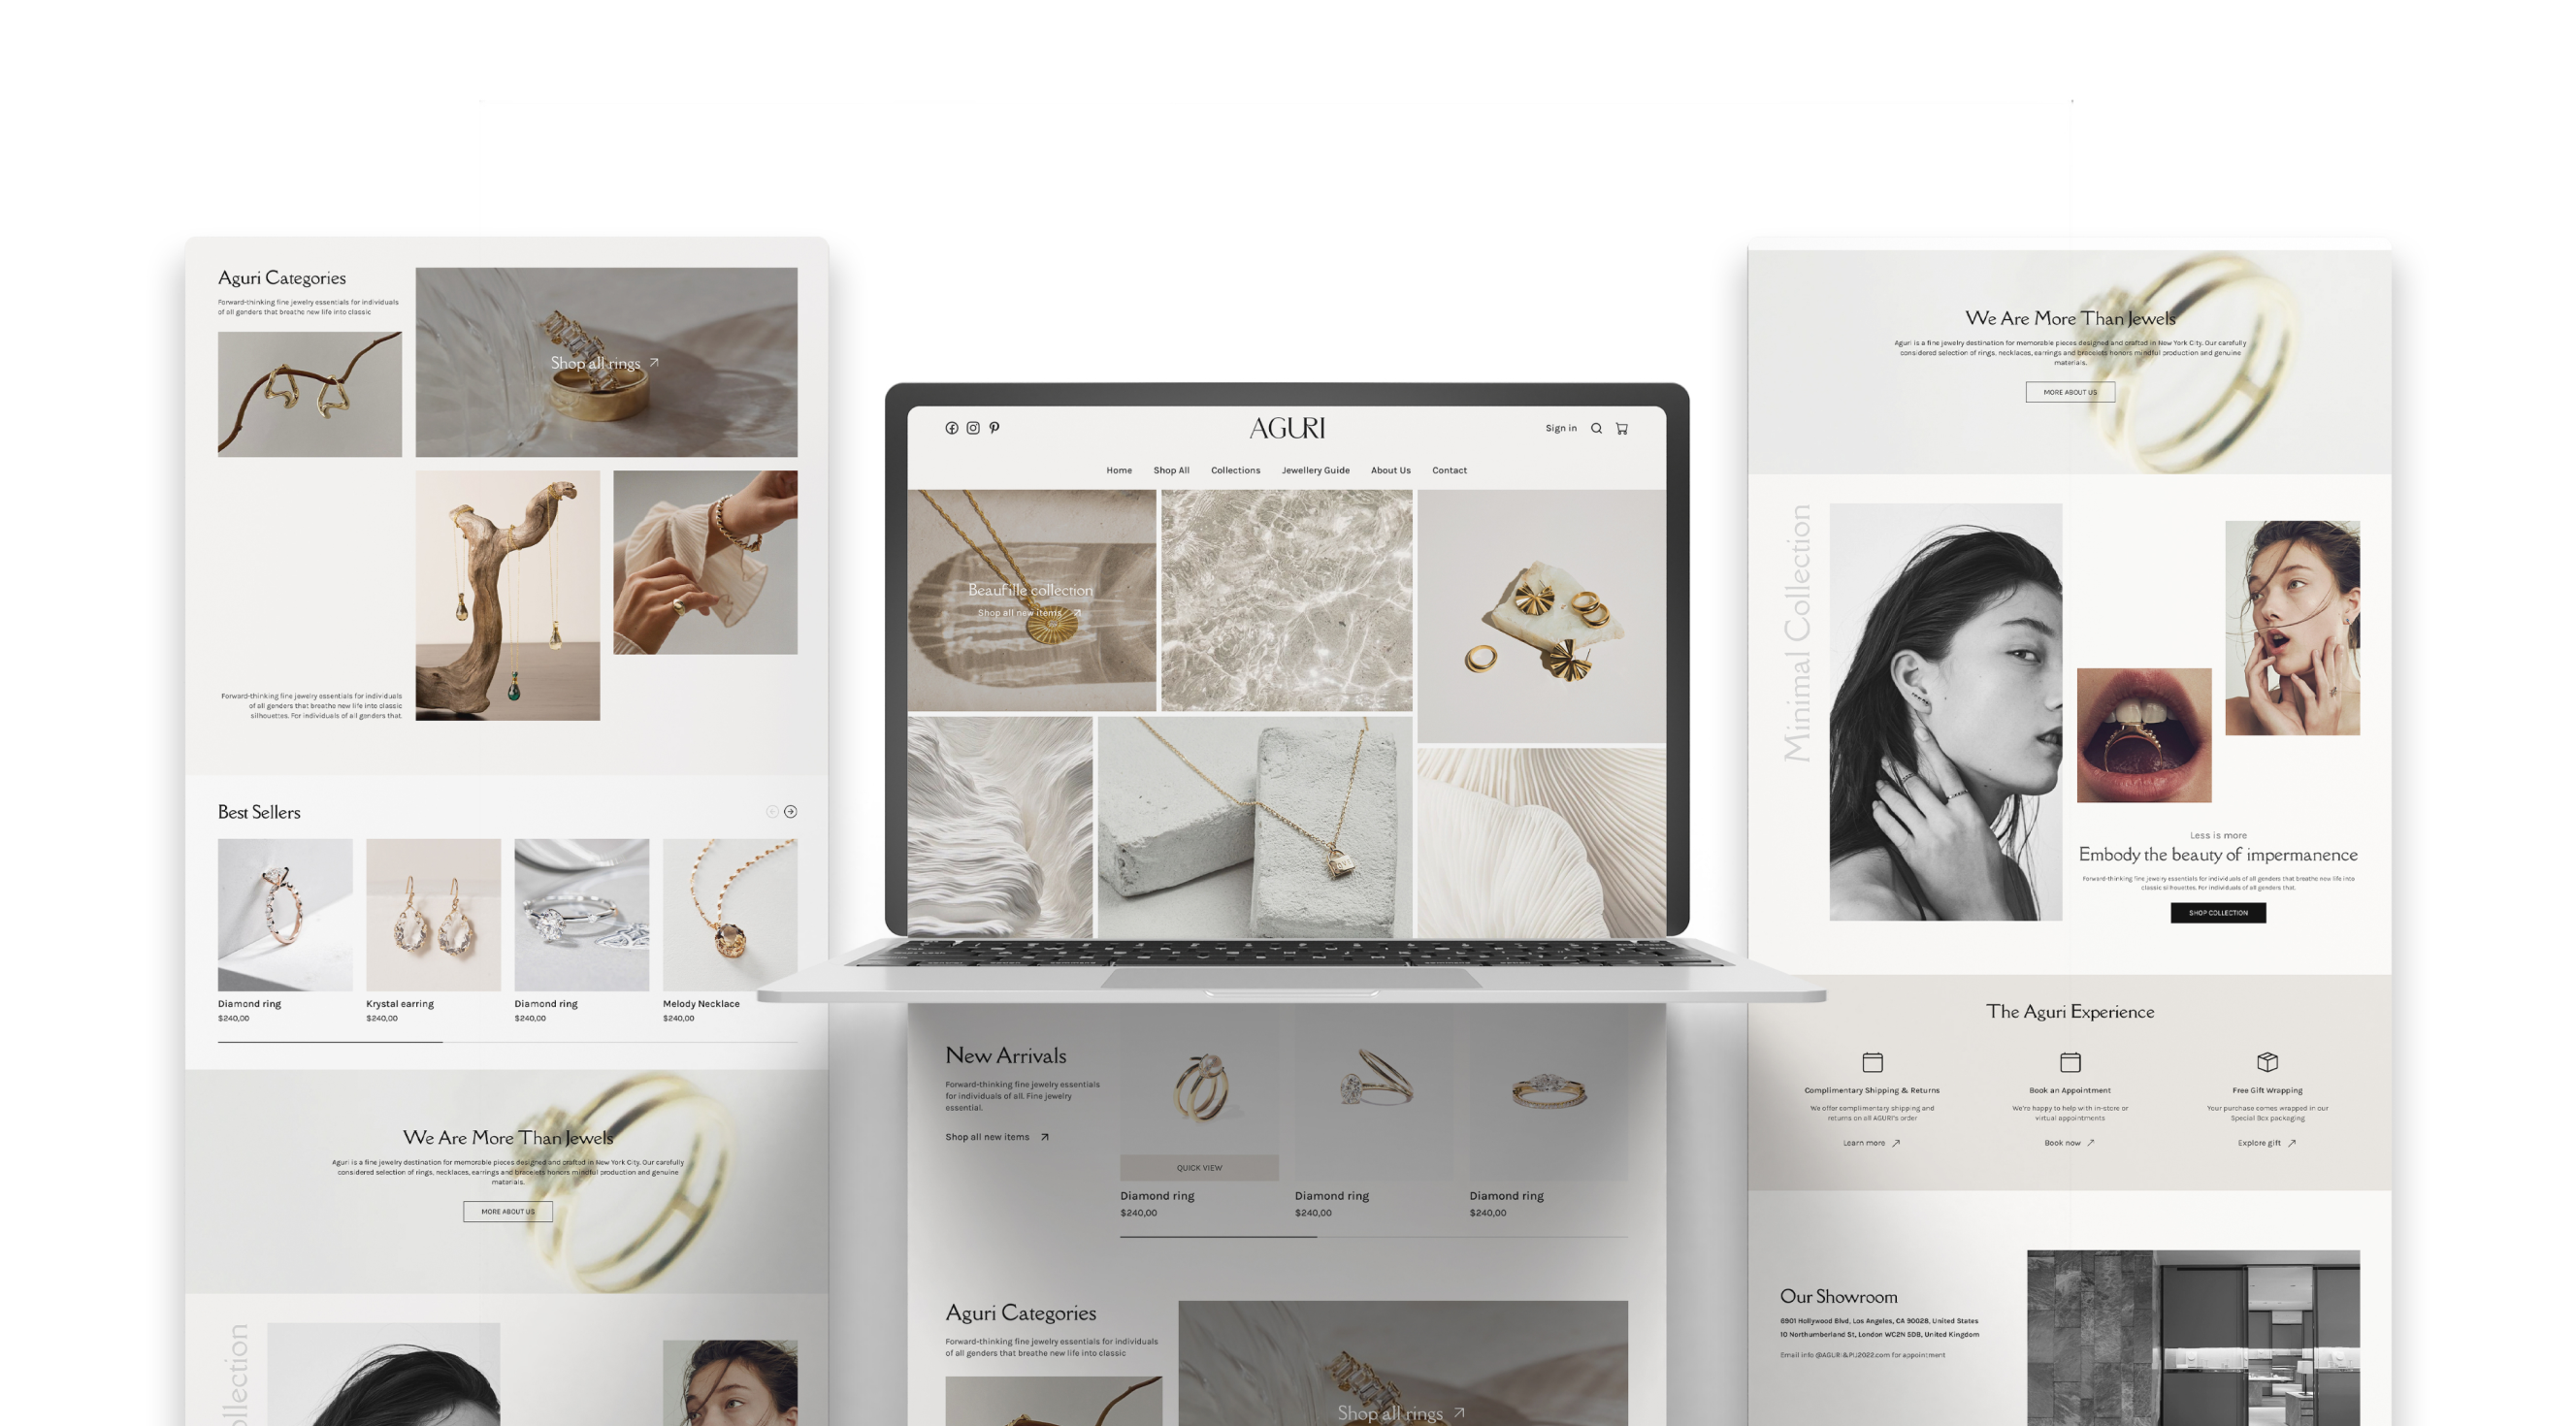 Aguri Categories
Forward-thinking fine jewelry essentials for individuals
of all genders that breathe new life into classic
Shop all rings
Forward-thinking fine jewelry essentials for individuals
of all genders that breathe new life into classic
silhouettes. For individuals of all genders that.
Best Sellers
Diamond ring
$240,00
Krystal earring
$240,00
Diamond ring
$240,00
Melody Necklace
$240,00
We Are More Than Jewels
Aguri is a fine jewelry destination for memorable pieces designed and crafted in New York City. Our carefully
considered selection of rings, necklaces, earrings and bracelets honors mindful production and genuine
materials.
MORE ABOUT US
AGURI
Sign in
Home Shop All Collections Jewellery Guide About Us Contact
Beaufille collection
Shop all new items
New Arrivals
Forward-thinking fine jewelry essentials
for individuals of all. Fine jewelry
essential.
Shop all new items
QUICK VIEW
Diamond ring
$240,00
Diamond ring
$240,00
Diamond ring
$240,00
Aguri Categories
Forward-thinking fine jewelry essentials for individuals
of all genders that breathe new life into classic
Shop all rings
We Are More Than Jewels
Aguri is a fine jewelry destination for memorable pieces designed and crafted in New York City. Our carefully
considered selection of rings, necklaces, earrings and bracelets honors mindful production and genuine
materials.
MORE ABOUT US
Minimal Collection
Less is more
Embody the beauty of impermanence
Forward-thinking fine jewelry essentials for individuals of all genders that breathe new life into
classic silhouettes. For individuals of all genders that.
SHOP COLLECTION
The Aguri Experience
Complimentary Shipping & Returns
We offer complimentary shipping and
returns on all AGURI's order
Learn more
Book an Appointment
We're happy to help with in-store or
virtual appointments
Book now
Free Gift Wrapping
Your purchase comes wrapped in our
Special Box packaging
Explore gift
Our Showroom
6901 Hollywood Blvd, Los Angeles, CA 90028, United States
10 Northumberland St, London WC2N 5DB, United Kingdom
Email info for appointment